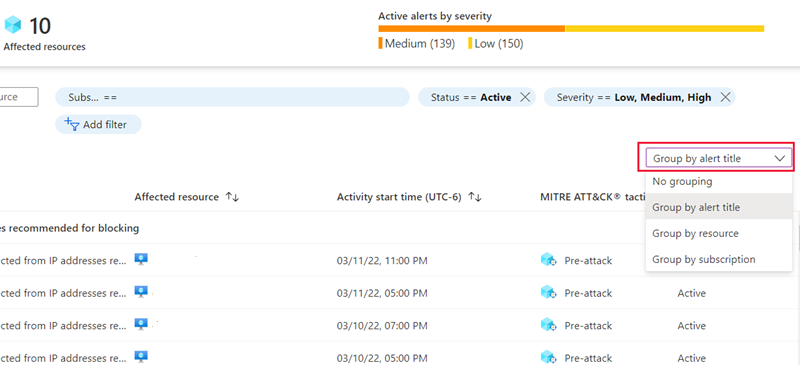 10
Affected resources
Active alerts by severity
Medium (139) Low (150)
urce
Subs... ==
Status == Active
Severity == Low, Medium, High
Add filter
Group by alert title
No grouping
Group by alert title
Group by resource
Group by subscription
Affected resource Activity start time (UTC-6) MITRE ATT&CK® tactic
es recommended for blocking
cted from IP addresses re... 03/11/22, 11:00 PM Pre-attack
cted from IP addresses re... 03/11/22, 05:00 PM Pre-attack Active
cted from IP addresses re... 03/10/22, 07:00 PM Pre-attack Active
cted from IP addresses re... 03/10/22, 05:00 PM Pre-attack Active